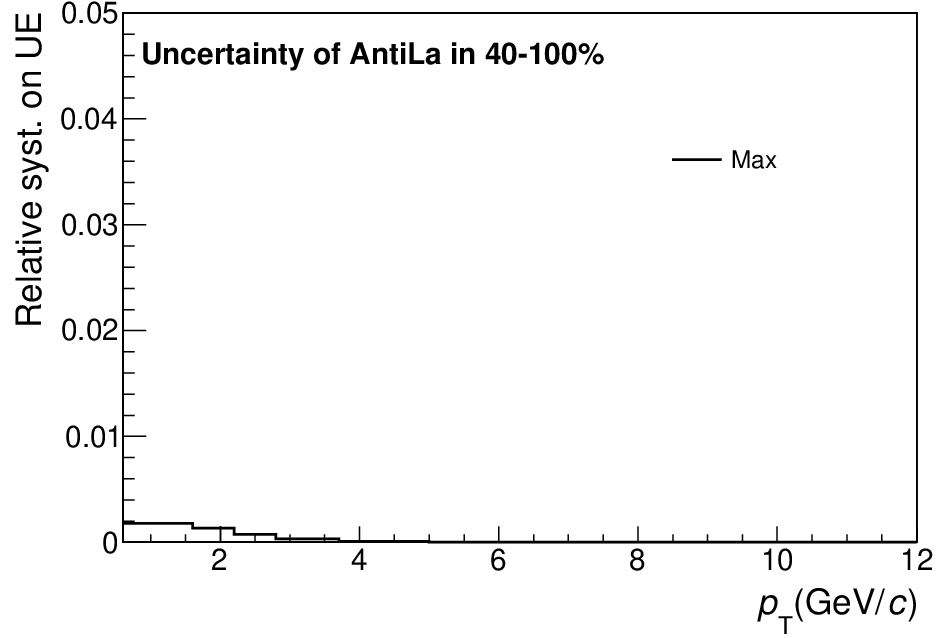 Relative syst. on UE
0.05
0.04
0.03
0.02
0.01
0
Uncertainty of AntiLa in 40-100%
Max
2 4 6 8 10 12
pT(GeV/c)